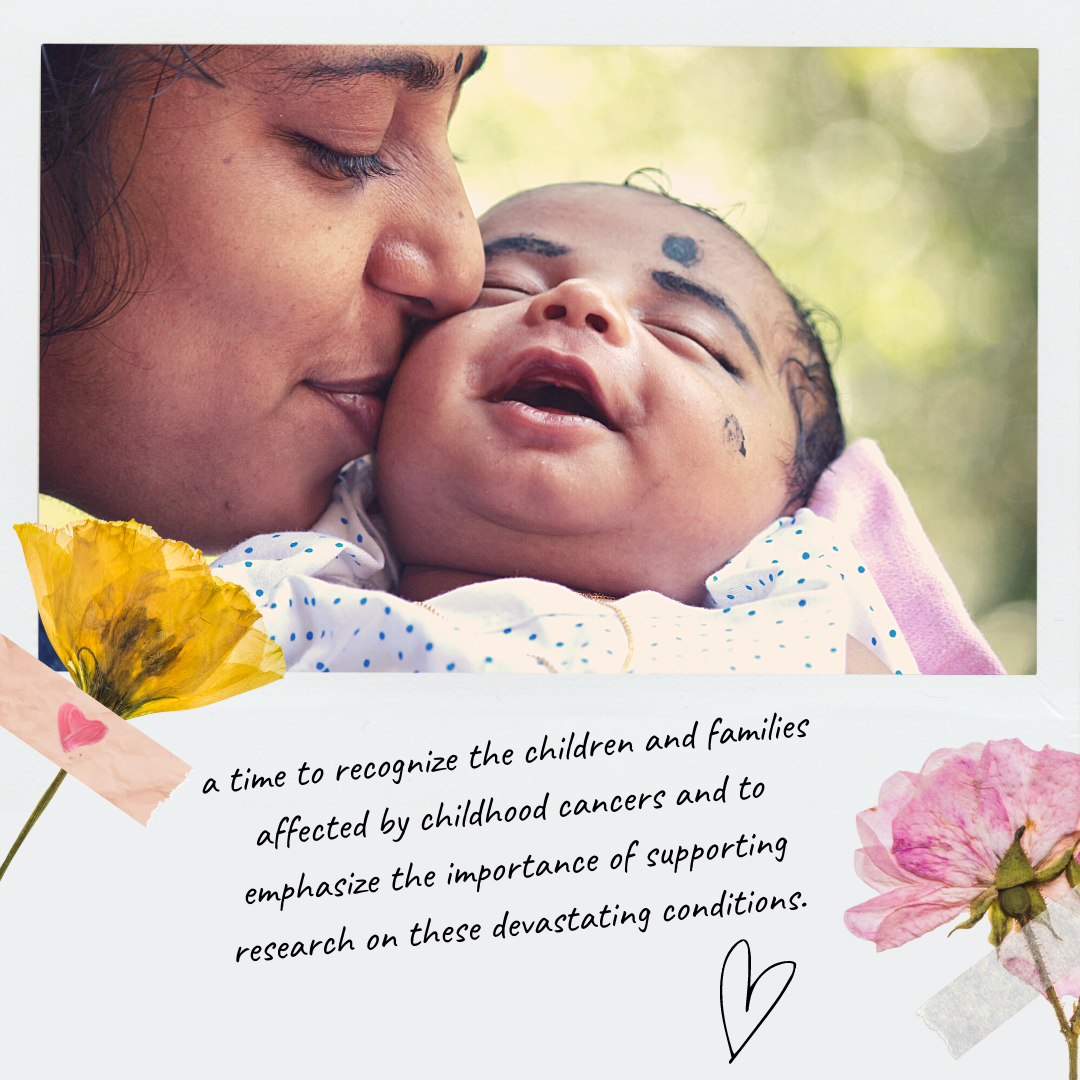 a time to recognize the children and families
affected by childhood cancers and to
emphasize the importance of supporting
research on these devastating conditions.